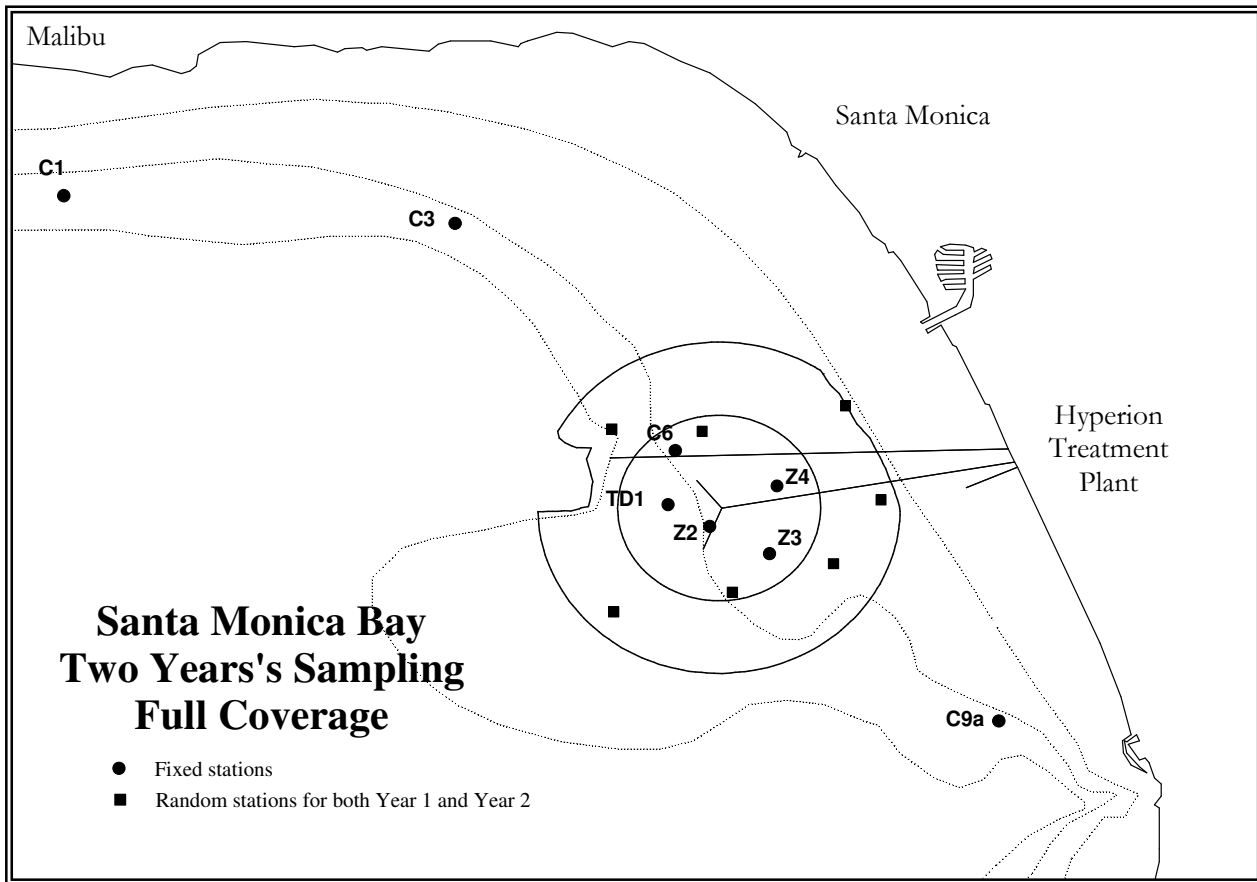 Malibu
Santa Monica
C1
C3
Hyperion
Treatment
Plant
C6
Z4
TD1
Z2
Z3
Santa Monica Bay
Two Years's Sampling
Full Coverage
C9a
Fixed stations
Random stations for both Year 1 and Year 2